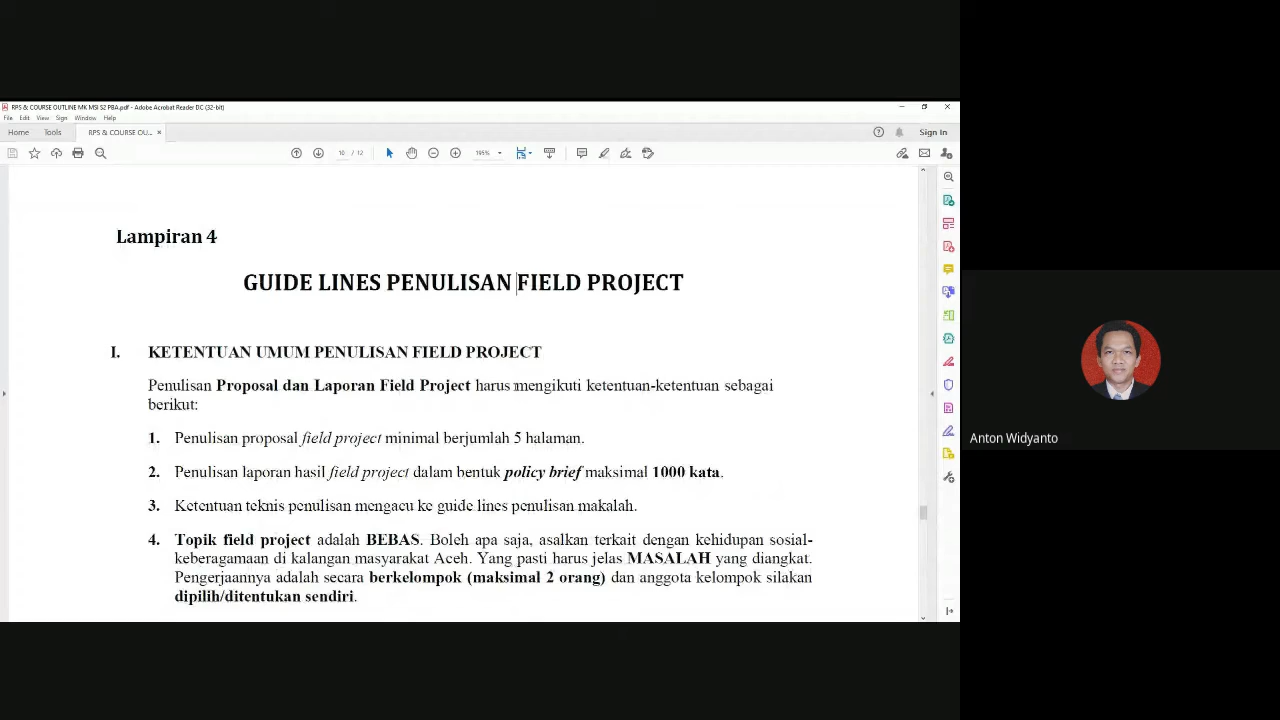 RPS & COURSE OUTLINE MK MSI S2 PBA.pdf - Adobe Acrobat Reader DC (32-bit)
File Edit View Sign Window Help
Home Tools RPS & COURSE OU... × Sign In
10 / 12 195%
Lampiran 4
GUIDE LINES PENULISAN FIELD PROJECT
I. KETENTUAN UMUM PENULISAN FIELD PROJECT
Penulisan Proposal dan Laporan Field Project harus mengikuti ketentuan-ketentuan sebagai
berikut:
1. Penulisan proposal field project minimal berjumlah 5 halaman.
2. Penulisan laporan hasil field project dalam bentuk policy brief maksimal 1000 kata.
3. Ketentuan teknis penulisan mengacu ke guide lines penulisan makalah.
4. Topik field project adalah BEBAS. Boleh apa saja, asalkan terkait dengan kehidupan sosial-
keberagamaan di kalangan masyarakat Aceh. Yang pasti harus jelas MASALAH yang diangkat.
Pengerjaannya adalah secara berkelompok (maksimal 2 orang) dan anggota kelompok silakan
dipilih/ditentukan sendiri.
Anton Widyanto